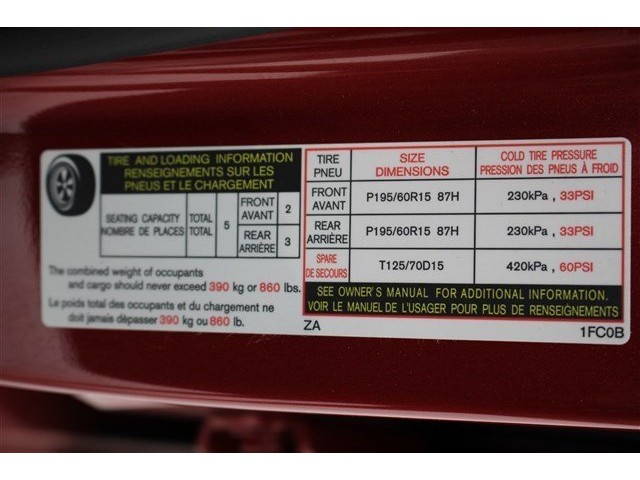 TIRE AND LOADING INFORMATION
RENSEIGNEMENTS SUR LES
PNEUS ET LE CHARGEMENT
SEATING CAPACITY TOTAL 5 FRONT 2
NOMBRE DE PLACES TOTAL AVANT
REAR 3
ARRIÈRE
The combined weight of occupants
and cargo should never exceed 390 kg or 860 lbs.
Le poids total des occupants et du chargement ne
doit jamais dépasser 390 kg ou 860 lb.
TIRE SIZE COLD TIRE PRESSURE
PNEU DIMENSIONS PRESSION DES PNEUS À FROID
FRONT P195/60R15 87H 230kPa , 33PSI
AVANT
REAR P195/60R15 87H 230kPa , 33PSI
ARRIÈRE
SPARE T125/70D15 420kPa , 60PSI
DE SECOURS
SEE OWNER'S MANUAL FOR ADDITIONAL INFORMATION.
VOIR LE MANUEL DE L'USAGER POUR PLUS DE RENSEIGNEMENTS
ZA 1FC0B